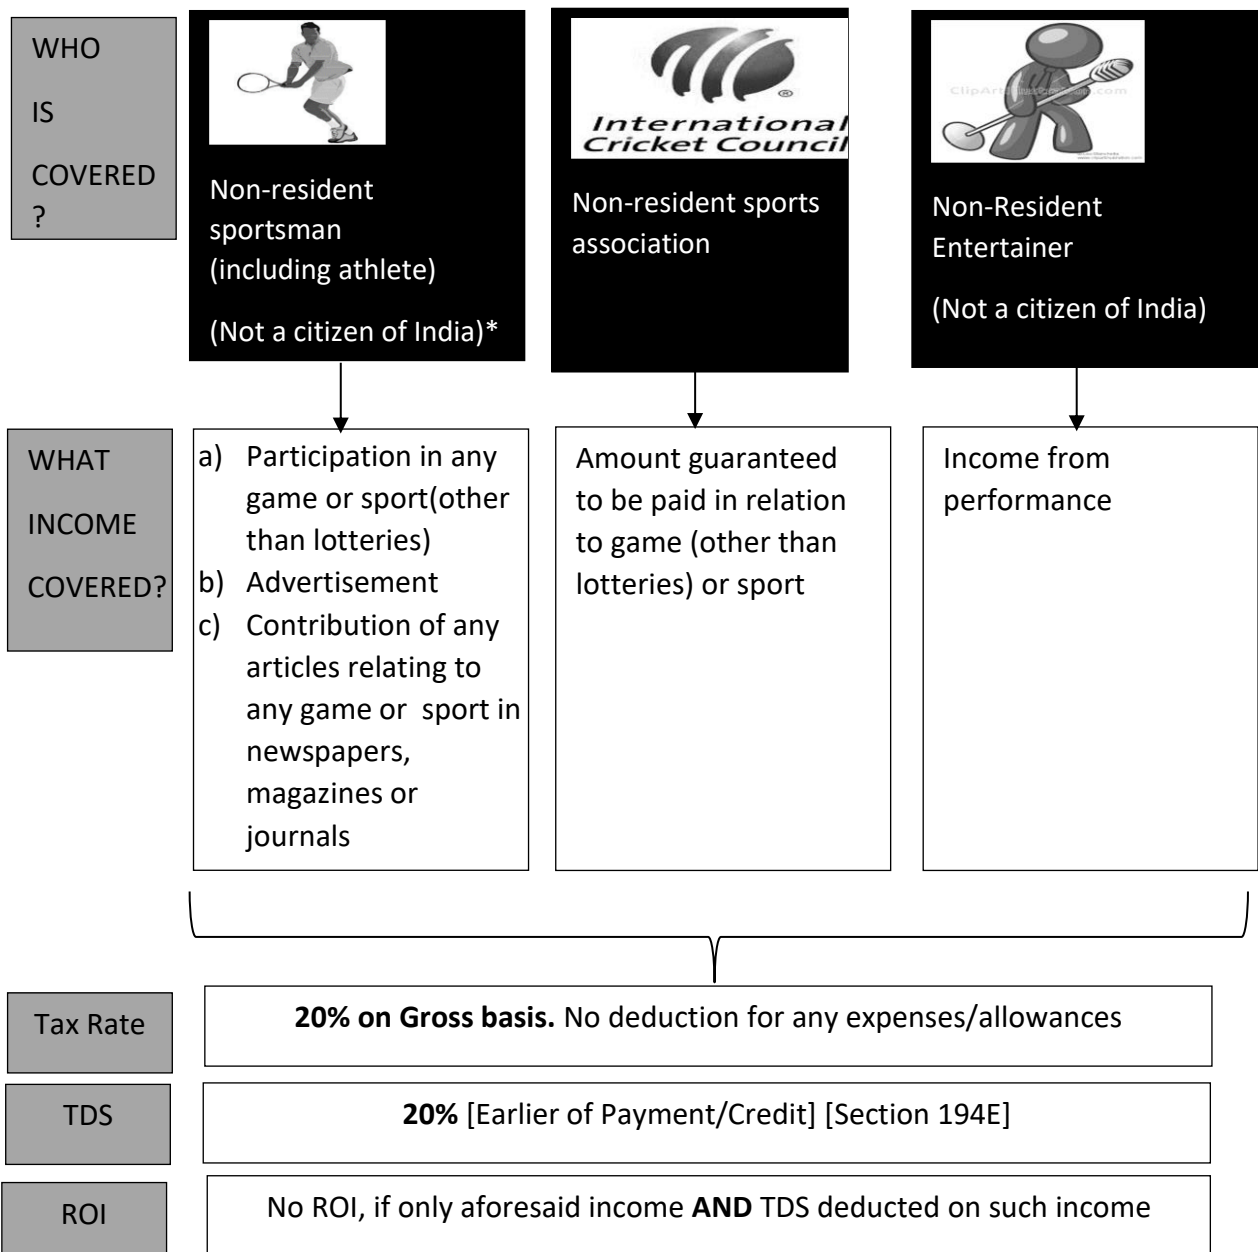 WHO
IS
COVERED
?
International
Cricket Council
®
Non-resident
sportsman
(including athlete)
(Not a citizen of India)*
Non-resident sports
association
Non-Resident
Entertainer
(Not a citizen of India)
WHAT
INCOME
COVERED?
a) Participation in any
game or sport(other
than lotteries)
b) Advertisement
c) Contribution of any
articles relating to
any game or sport in
newspapers,
magazines or
journals
Amount guaranteed
to be paid in relation
to game (other than
lotteries) or sport
Income from
performance
Tax Rate
20% on Gross basis. No deduction for any expenses/allowances
TDS
20% [Earlier of Payment/Credit] [Section 194E]
ROI
No ROI, if only aforesaid income AND TDS deducted on such income